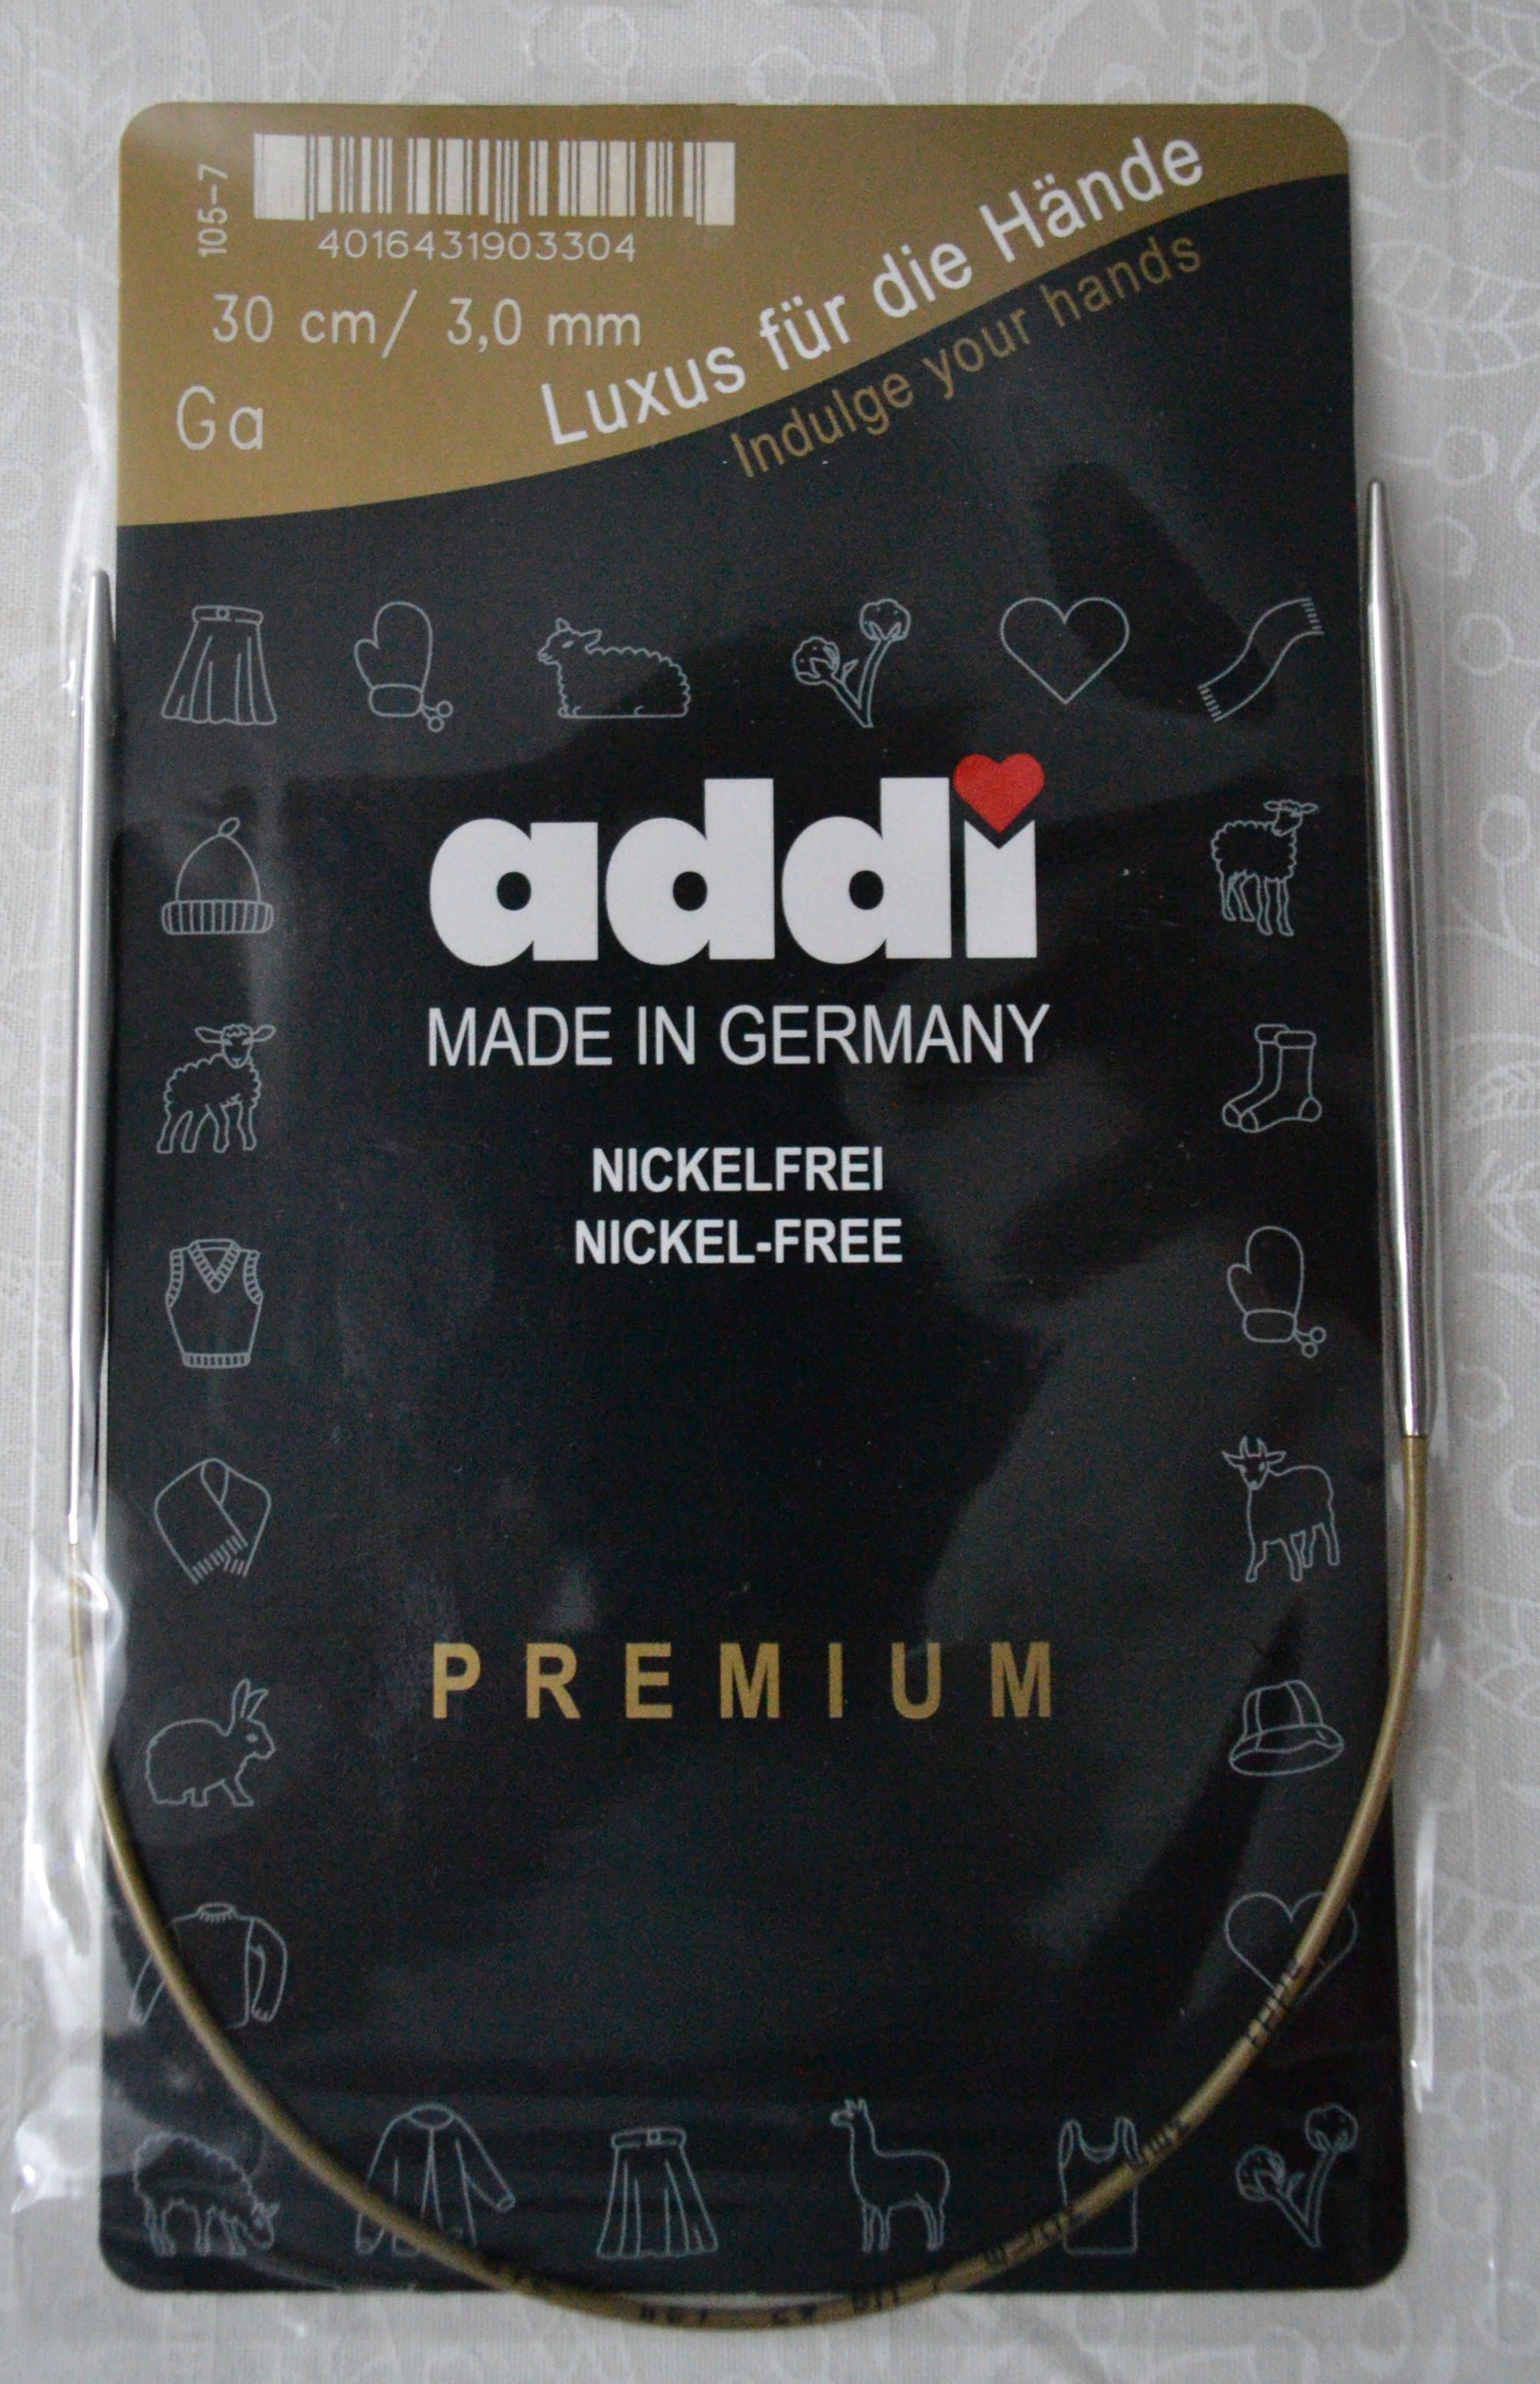 105-7
4016431903304
30 cm/ 3,0 mm
Ga
Luxus für die Hände
Indulge your hands
addi
MADE IN GERMANY
NICKELFREI
NICKEL-FREE
PREMIUM